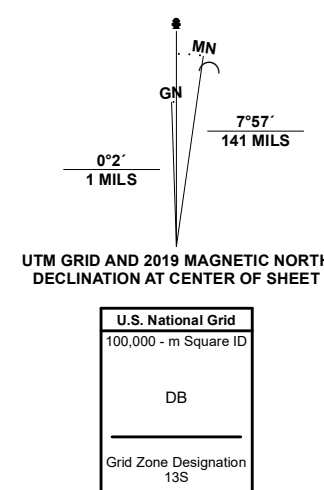 MN
GN
7°57´
141 MILS
0°2´
1 MILS
UTM GRID AND 2019 MAGNETIC NORTH
DECLINATION AT CENTER OF SHEET
U.S. National Grid
100,000 - m Square ID
DB
Grid Zone Designation
13S